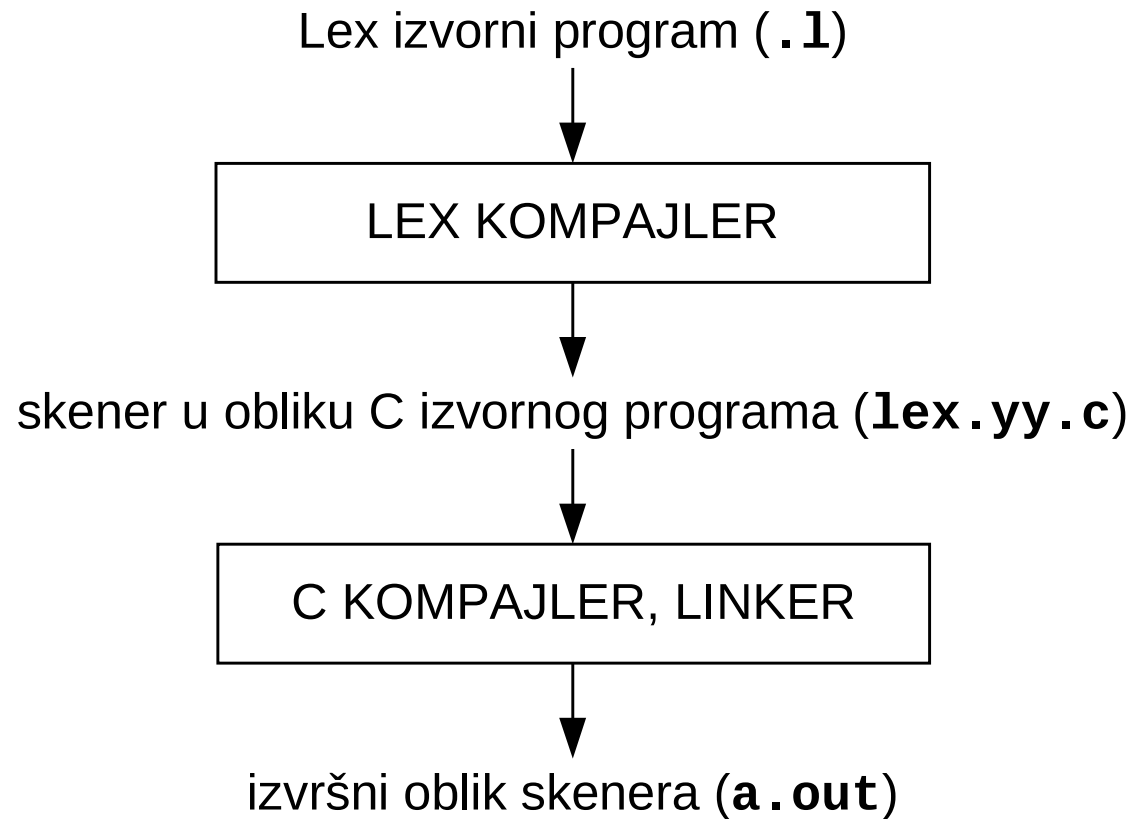 Lex izvorni program (.l)
LEX KOMPAJLER
skener u obliku C izvornog programa (lex.yy.c)
C KOMPAJLER, LINKER
izvršni oblik skenera (a.out)